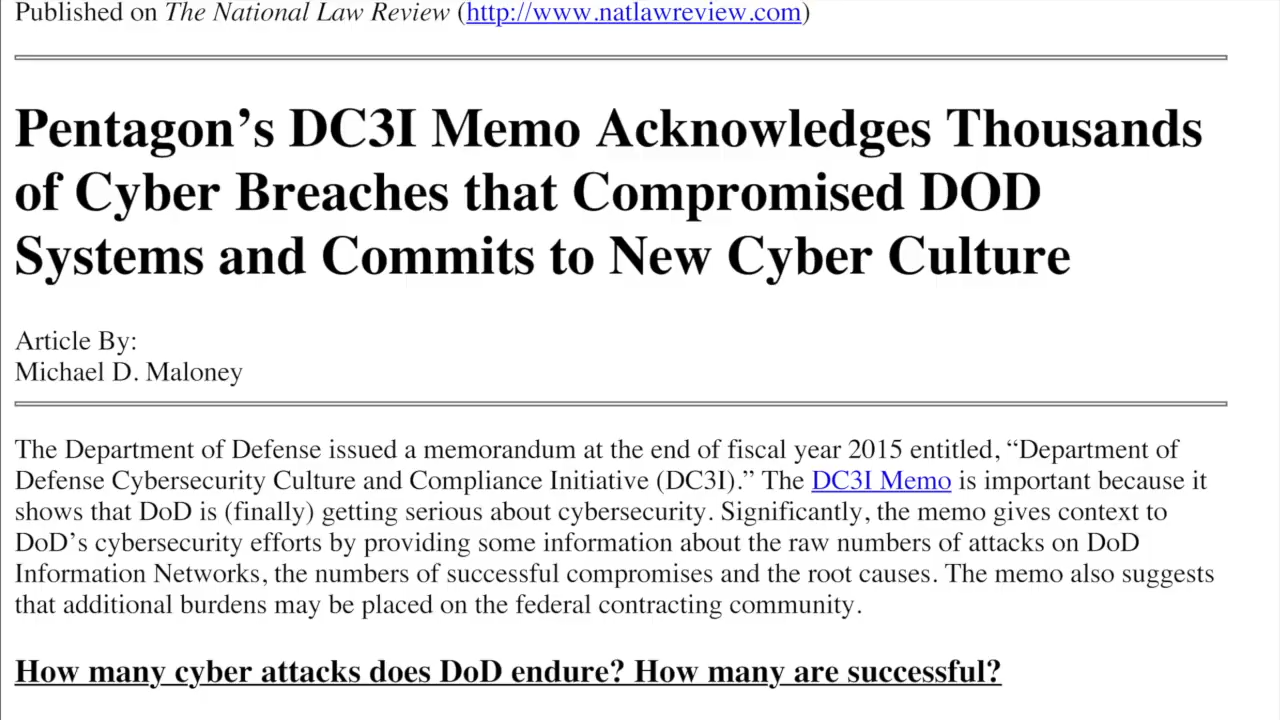 Published on The National Law Review (http://www.natlawreview.com)
Pentagon’s DC3I Memo Acknowledges Thousands
of Cyber Breaches that Compromised DOD
Systems and Commits to New Cyber Culture
Article By:
Michael D. Maloney
The Department of Defense issued a memorandum at the end of fiscal year 2015 entitled, “Department of
Defense Cybersecurity Culture and Compliance Initiative (DC3I).” The DC3I Memo is important because it
shows that DoD is (finally) getting serious about cybersecurity. Significantly, the memo gives context to
DoD’s cybersecurity efforts by providing some information about the raw numbers of attacks on DoD
Information Networks, the numbers of successful compromises and the root causes. The memo also suggests
that additional burdens may be placed on the federal contracting community.
How many cyber attacks does DoD endure? How many are successful?